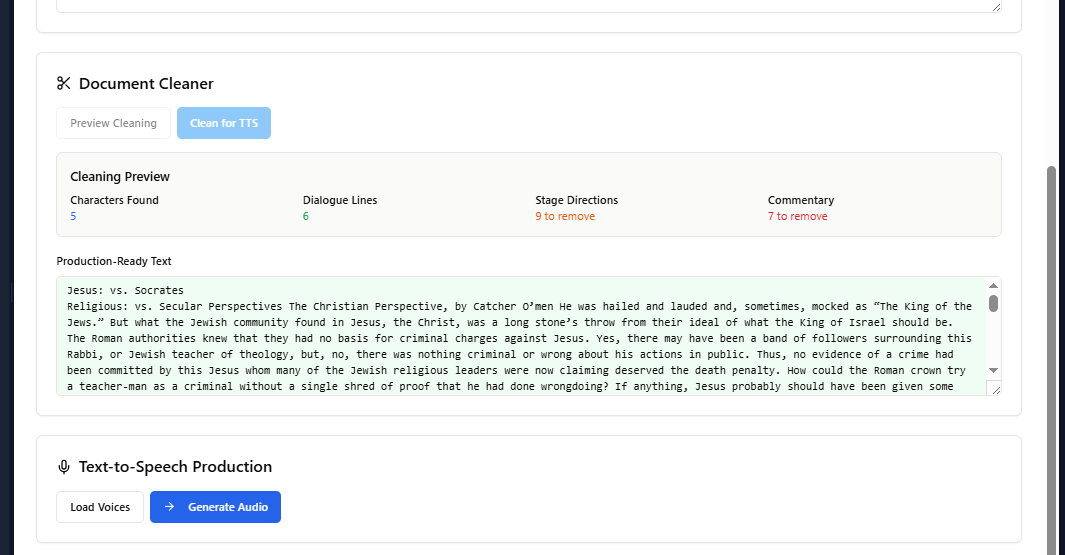 Document Cleaner
Preview Cleaning
Clean for TTS
Cleaning Preview
Characters Found
5
Dialogue Lines
6
Stage Directions
9 to remove
Commentary
7 to remove
Production-Ready Text
Jesus: vs. Socrates
Religious: vs. Secular Perspectives The Christian Perspective, by Catcher O’men He was hailed and lauded and, sometimes, mocked as “The King of the
Jews.” But what the Jewish community found in Jesus, the Christ, was a long stone’s throw from their ideal of what the King of Israel should be.
The Roman authorities knew that they had no basis for criminal charges against Jesus. Yes, there may have been a band of followers surrounding this
Rabbi, or Jewish teacher of theology, but, no, there was nothing criminal or wrong about his actions in public. Thus, no evidence of a crime had
been committed by this Jesus whom many of the Jewish religious leaders were now claiming deserved the death penalty. How could the Roman crown try
a teacher-man as a criminal without a single shred of proof that he had done wrongdoing? If anything, Jesus probably should have been given some
Text-to-Speech Production
Load Voices
Generate Audio